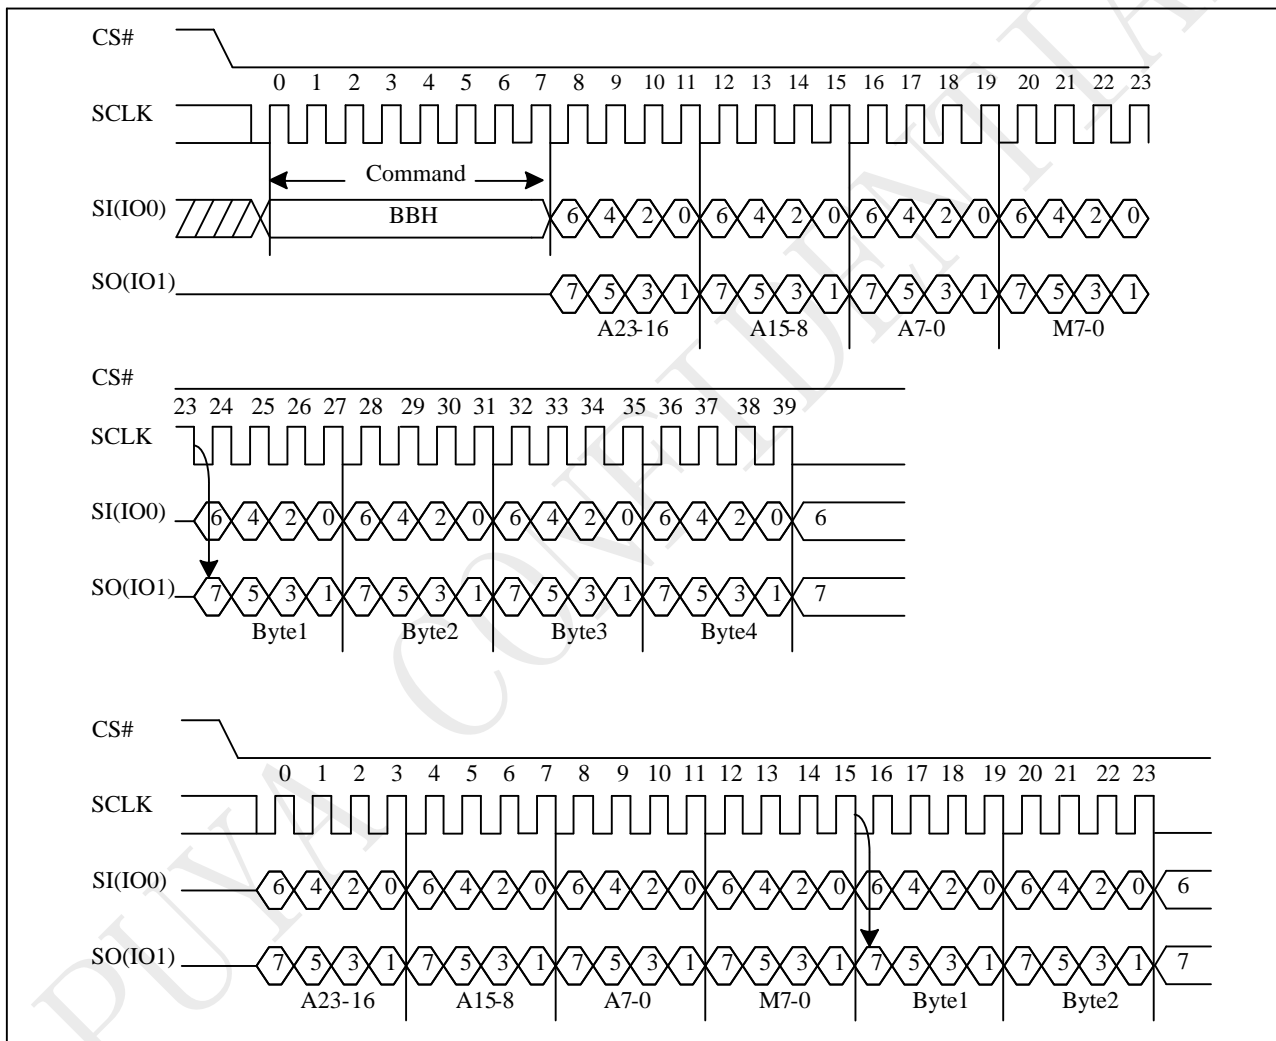 CS#
0 1 2 3 4 5 6 7 8 9 10 11 12 13 14 15 16 17 18 19 20 21 22 23
SCLK
Command
SI(IO0) BBH 6 4 2 0 6 4 2 0 6 4 2 0 6 4 2 0
SO(IO1) 7 5 3 1 7 5 3 1 7 5 3 1 7 5 3 1
A23-16 A15-8 A7-0 M7-0
CS#
23 24 25 26 27 28 29 30 31 32 33 34 35 36 37 38 39
SCLK
SI(IO0) 6 4 2 0 6 4 2 0 6 4 2 0 6 4 2 0 6
SO(IO1) 7 5 3 1 7 5 3 1 7 5 3 1 7 5 3 1 7
Byte1 Byte2 Byte3 Byte4
CS#
0 1 2 3 4 5 6 7 8 9 10 11 12 13 14 15 16 17 18 19 20 21 22 23
SCLK
SI(IO0) 6 4 2 0 6 4 2 0 6 4 2 0 6 4 2 0 6 4 2 0 6 4 2 0 6
SO(IO1) 7 5 3 1 7 5 3 1 7 5 3 1 7 5 3 1 7 5 3 1 7 5 3 1 7
A23-16 A15-8 A7-0 M7-0 Byte1 Byte2
PUYA CONFIDENTIAL